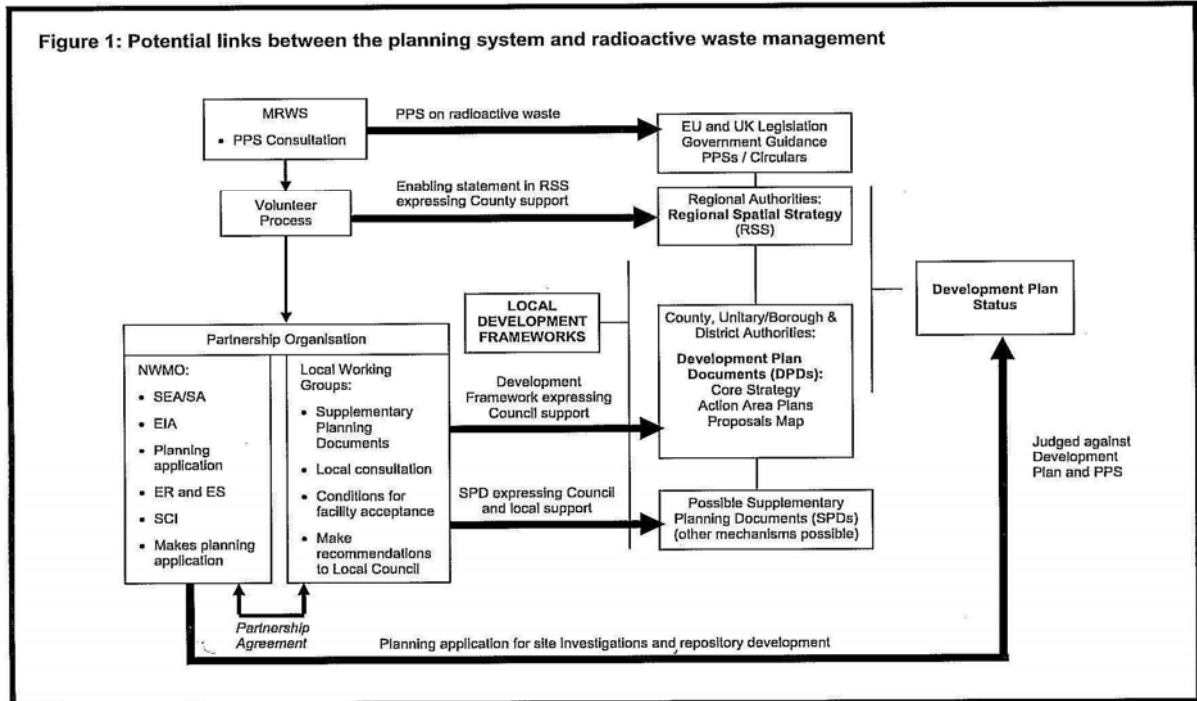 Figure 1: Potential links between the planning system and radioactive waste management
MRWS
• PPS Consultation
PPS on radioactive waste
EU and UK Legislation
Government Guidance
PPSs / Circulars
Volunteer
Process
Enabling statement in RSS
expressing County support
Regional Authorities:
Regional Spatial Strategy
(RSS)
Development Plan
Status
LOCAL
DEVELOPMENT
FRAMEWORKS
County, Unitary/Borough &
District Authorities:
Development Plan
Documents (DPDs):
Core Strategy
Action Area Plans
Proposals Map
Partnership Organisation
NWMO:
• SEA/SA
• EIA
• Planning
application
• ER and ES
• SCI
• Makes planning
application
Local Working
Groups:
• Supplementary
Planning
Documents
• Local consultation
• Conditions for
facility acceptance
• Make
recommendations
to Local Council
Development
Framework expressing
Council support
SPD expressing Council
and local support
Possible Supplementary
Planning Documents (SPDs)
(other mechanisms possible)
Judged against
Development
Plan and PPS
Partnership
Agreement
Planning application for site investigations and repository development